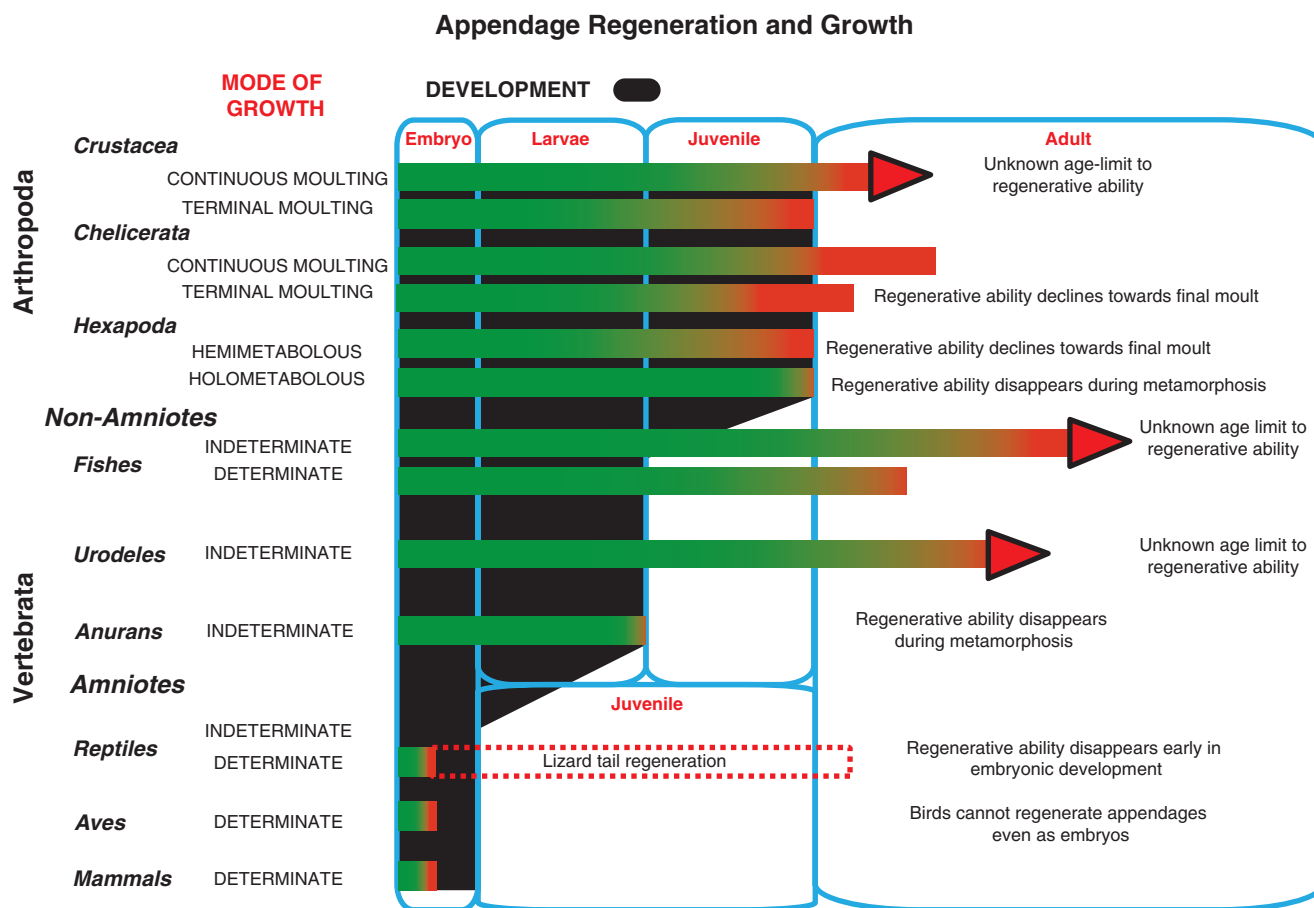 Appendage Regeneration and Growth
MODE OF
GROWTH
DEVELOPMENT
Embryo
Larvae
Juvenile
Adult
Arthropoda
Crustacea
CONTINUOUS MOULTING
Unknown age-limit to
regenerative ability
TERMINAL MOULTING
Chelicerata
CONTINUOUS MOULTING
TERMINAL MOULTING
Regenerative ability declines towards final moult
Hexapoda
HEMIMETABOLOUS
Regenerative ability declines towards final moult
HOLOMETABOLOUS
Regenerative ability disappears during metamorphosis
Vertebrata
Non-Amniotes
Fishes
INDETERMINATE
Unknown age limit to
regenerative ability
DETERMINATE
Urodeles
INDETERMINATE
Unknown age limit to
regenerative ability
Anurans
INDETERMINATE
Regenerative ability disappears
during metamorphosis
Amniotes
Juvenile
Reptiles
INDETERMINATE
DETERMINATE
Lizard tail regeneration
Regenerative ability disappears early in
embryonic development
Aves
DETERMINATE
Birds cannot regenerate appendages
even as embryos
Mammals
DETERMINATE